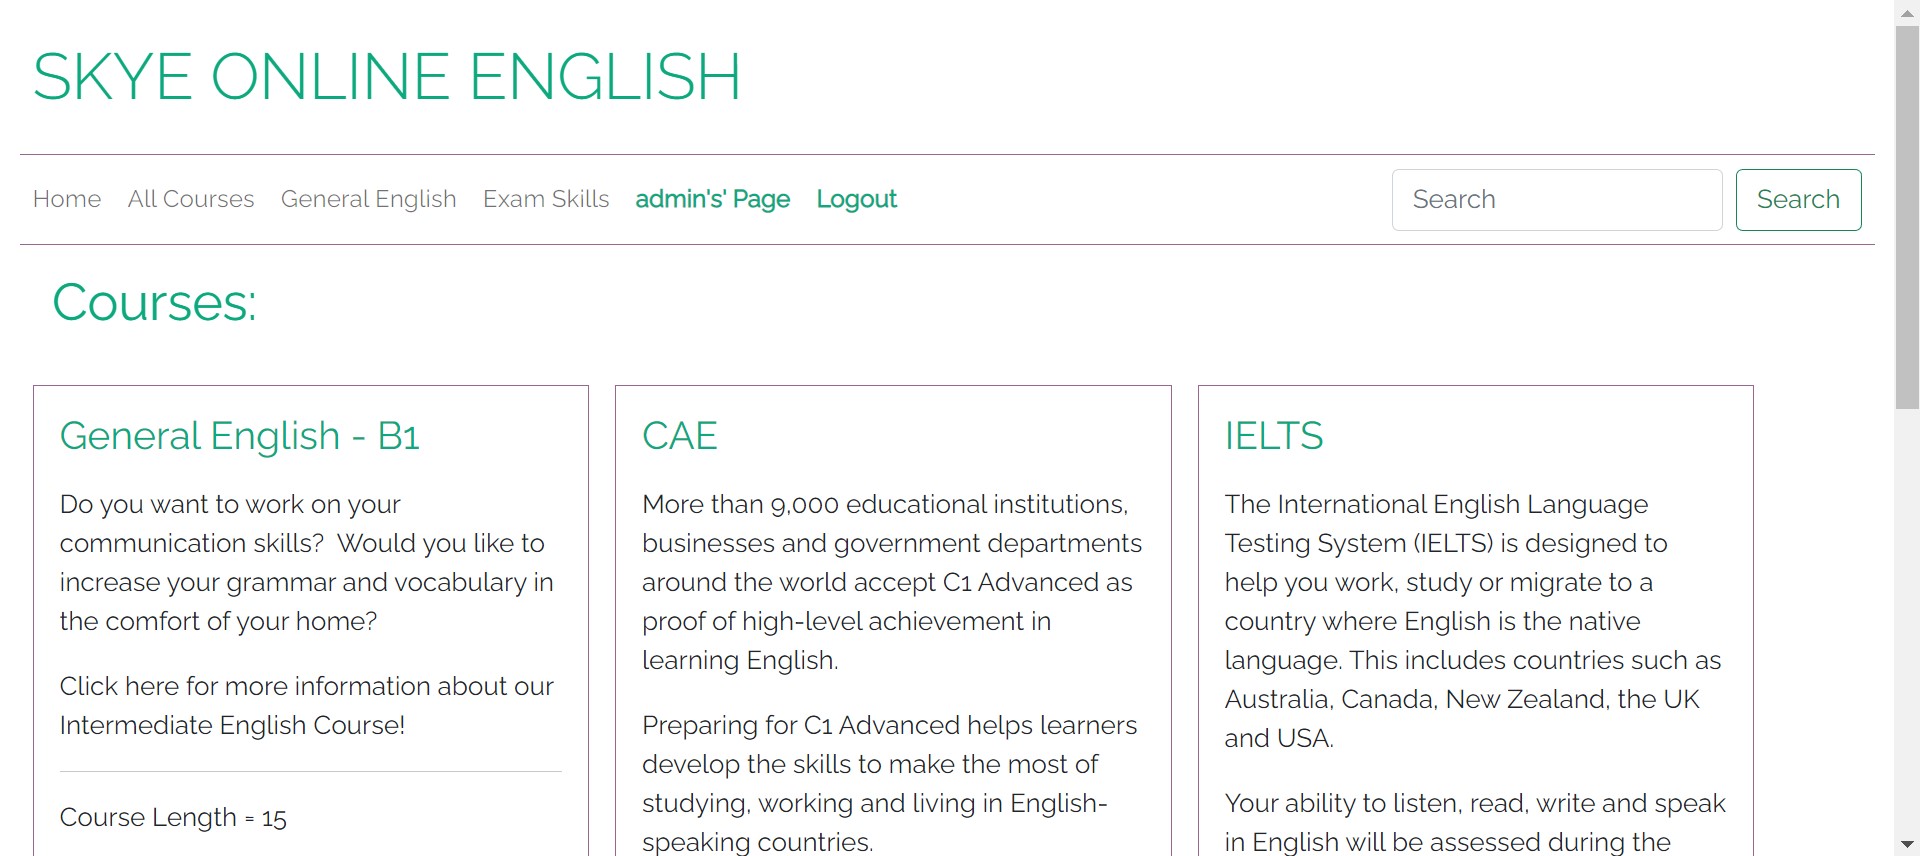 SKYE ONLINE ENGLISH
Home All Courses General English Exam Skills admin's' Page Logout Search Search
Courses:
General English - B1
Do you want to work on your
communication skills?  Would you like to
increase your grammar and vocabulary in
the comfort of your home?
Click here for more information about our
Intermediate English Course!
Course Length = 15
CAE
More than 9,000 educational institutions,
businesses and government departments
around the world accept C1 Advanced as
proof of high-level achievement in
learning English.
Preparing for C1 Advanced helps learners
develop the skills to make the most of
studying, working and living in English-
speaking countries.
IELTS
The International English Language
Testing System (IELTS) is designed to
help you work, study or migrate to a
country where English is the native
language. This includes countries such as
Australia, Canada, New Zealand, the UK
and USA.
Your ability to listen, read, write and speak
in English will be assessed during the